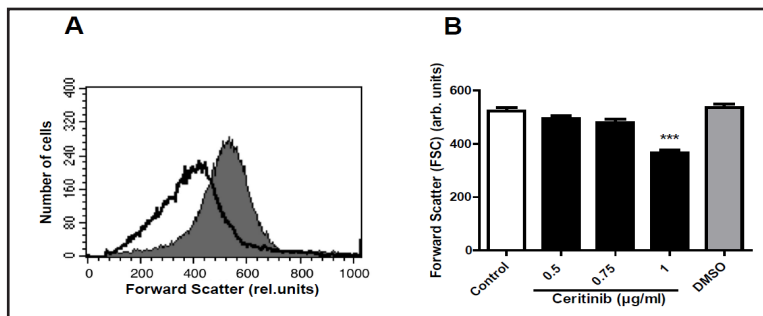 A
Number of cells
400
320
240
160
80
0
0 200 400 600 800 1000
Forward Scatter (rel.units)
B
Forward Scatter (FSC) (arb. units)
600
400
200
0
***
Control 0.5 0.75 1 DMSO
Ceritinib (µg/ml)